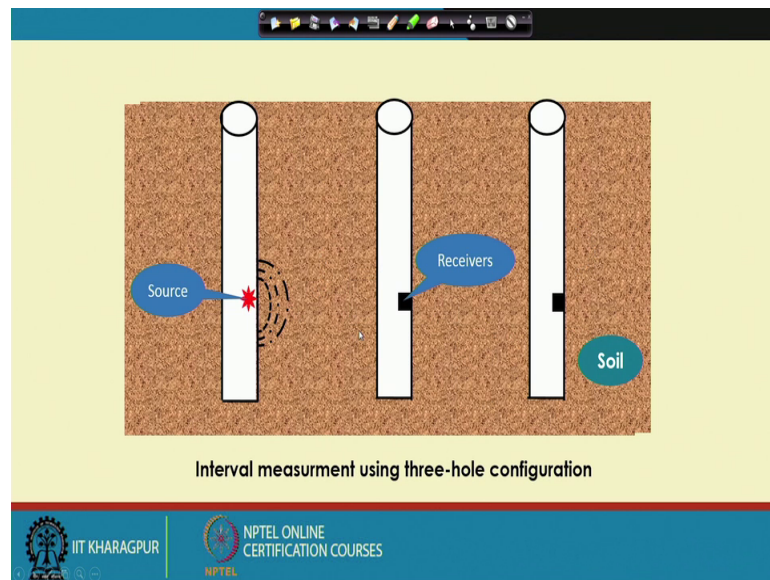 Source
Receivers
Soil
Interval measurment using three-hole configuration
IIT KHARAGPUR
NPTEL
NPTEL ONLINE
CERTIFICATION COURSES